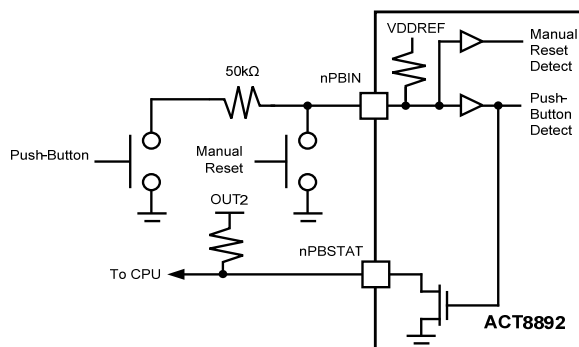 VDDREF
Manual
Reset
Detect
50kΩ
nPBIN
Push-
Button
Detect
Push-Button
Manual
Reset
OUT2
nPBSTAT
To CPU
ACT8892